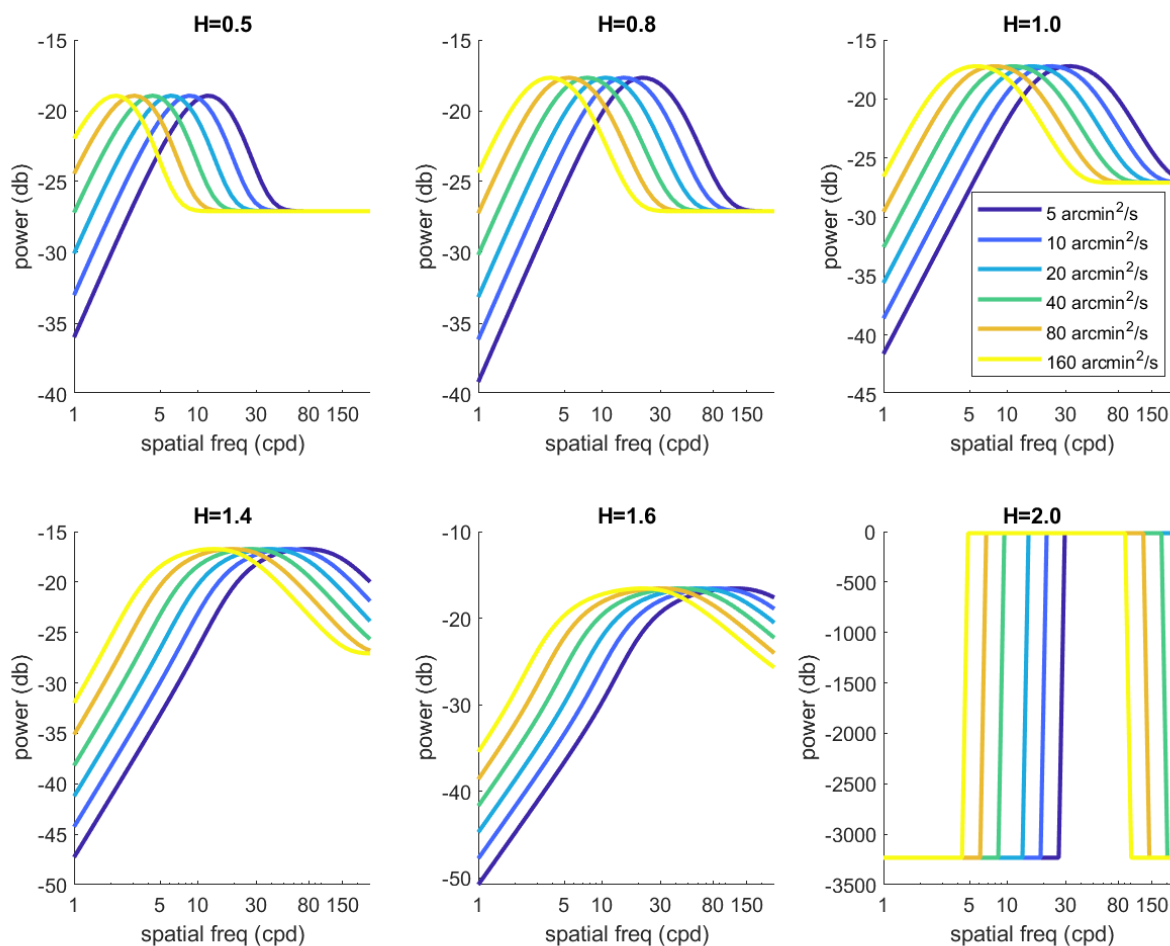 H=0.5
-15
-20
-25
-30
-35
-40
power (db)
1 5 10 30 80 150
spatial freq (cpd)
H=0.8
-15
-20
-25
-30
-35
-40
power (db)
1 5 10 30 80 150
spatial freq (cpd)
H=1.0
-15
-20
-25
-30
-35
-40
-45
power (db)
5 arcmin²/s
10 arcmin²/s
20 arcmin²/s
40 arcmin²/s
80 arcmin²/s
160 arcmin²/s
1 5 10 30 80 150
spatial freq (cpd)
H=1.4
-15
-20
-25
-30
-35
-40
-45
-50
power (db)
1 5 10 30 80 150
spatial freq (cpd)
H=1.6
-10
-20
-30
-40
-50
power (db)
1 5 10 30 80 150
spatial freq (cpd)
H=2.0
0
-500
-1000
-1500
-2000
-2500
-3000
-3500
power (db)
1 5 10 30 80 150
spatial freq (cpd)